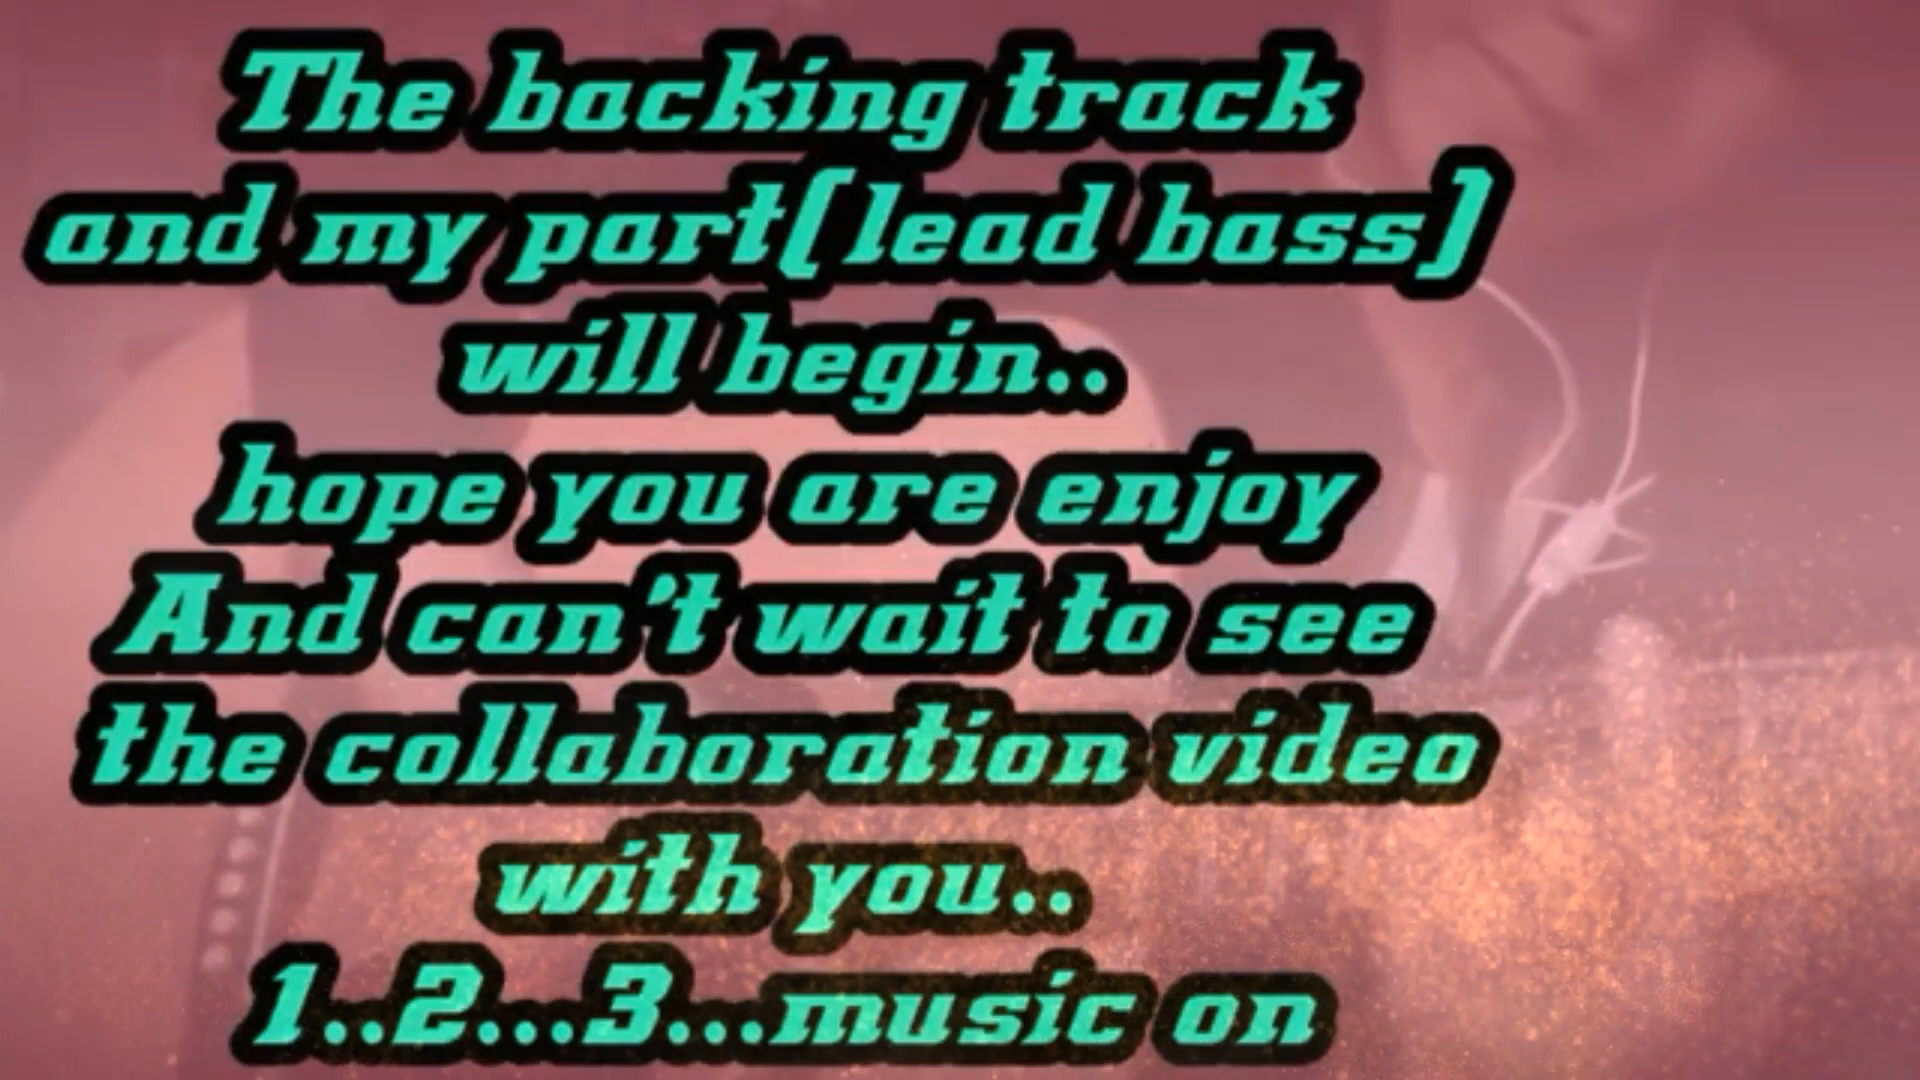 The backing track
and my part(lead bass)
will begin..
hope you are enjoy
And can't wait to see
the collaboration video
with you..
1..2...3...music on